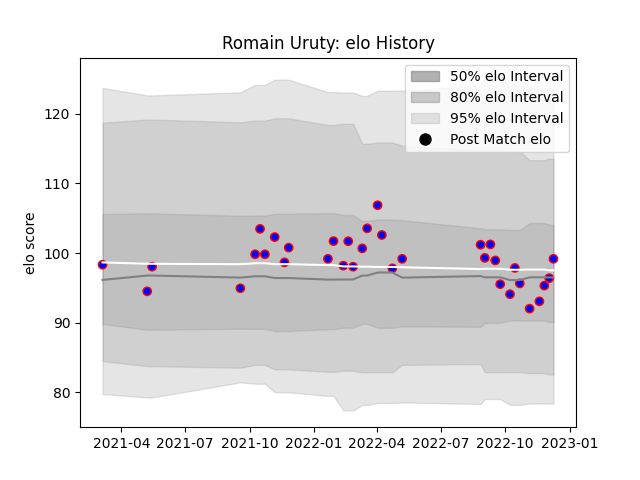 Romain Uruty: elo History
50% elo Interval
80% elo Interval
95% elo Interval
Post Match elo
elo score
120
110
100
90
80
2021-04 2021-07 2021-10 2022-01 2022-04 2022-07 2022-10 2023-01